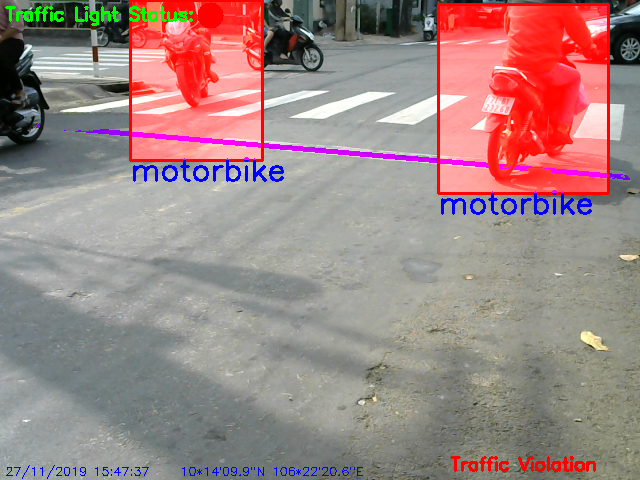 Traffic Light Status:
motorbike
motorbike
Traffic Violation
27/11/2019 15:47:37 10*14'09.9"N 106*22'20.6"E